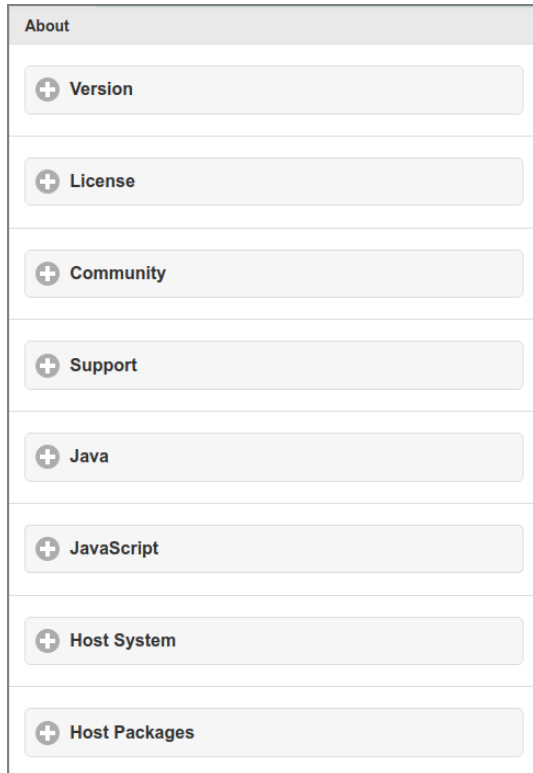 About
Version
License
Community
Support
Java
JavaScript
Host System
Host Packages